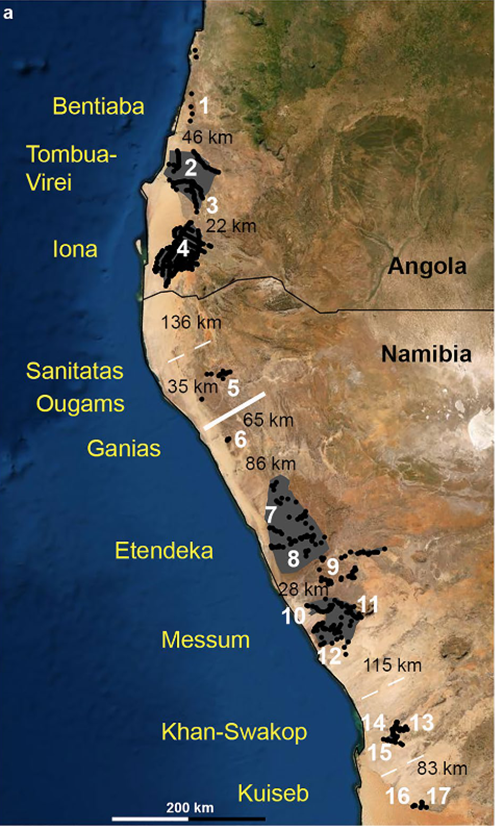 a
Bentiaba
1
46 km
Tombua-
Virei
2
3
22 km
Iona
4
Angola
136 km
Namibia
Sanitatas
35 km
5
Ougams
65 km
Ganias
6
86 km
7
Etendeka
8
9
28 km
10
11
Messum
12
115 km
Khan-Swakop
14
13
15
83 km
Kuiseb
16
17
200 km